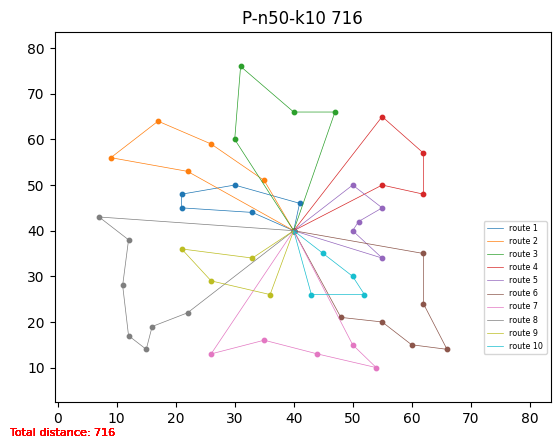 P-n50-k10 716
80
70
60
50
40
30
20
10
0 10 20 30 40 50 60 70 80
route 1
route 2
route 3
route 4
route 5
route 6
route 7
route 8
route 9
route 10
Total distance: 716